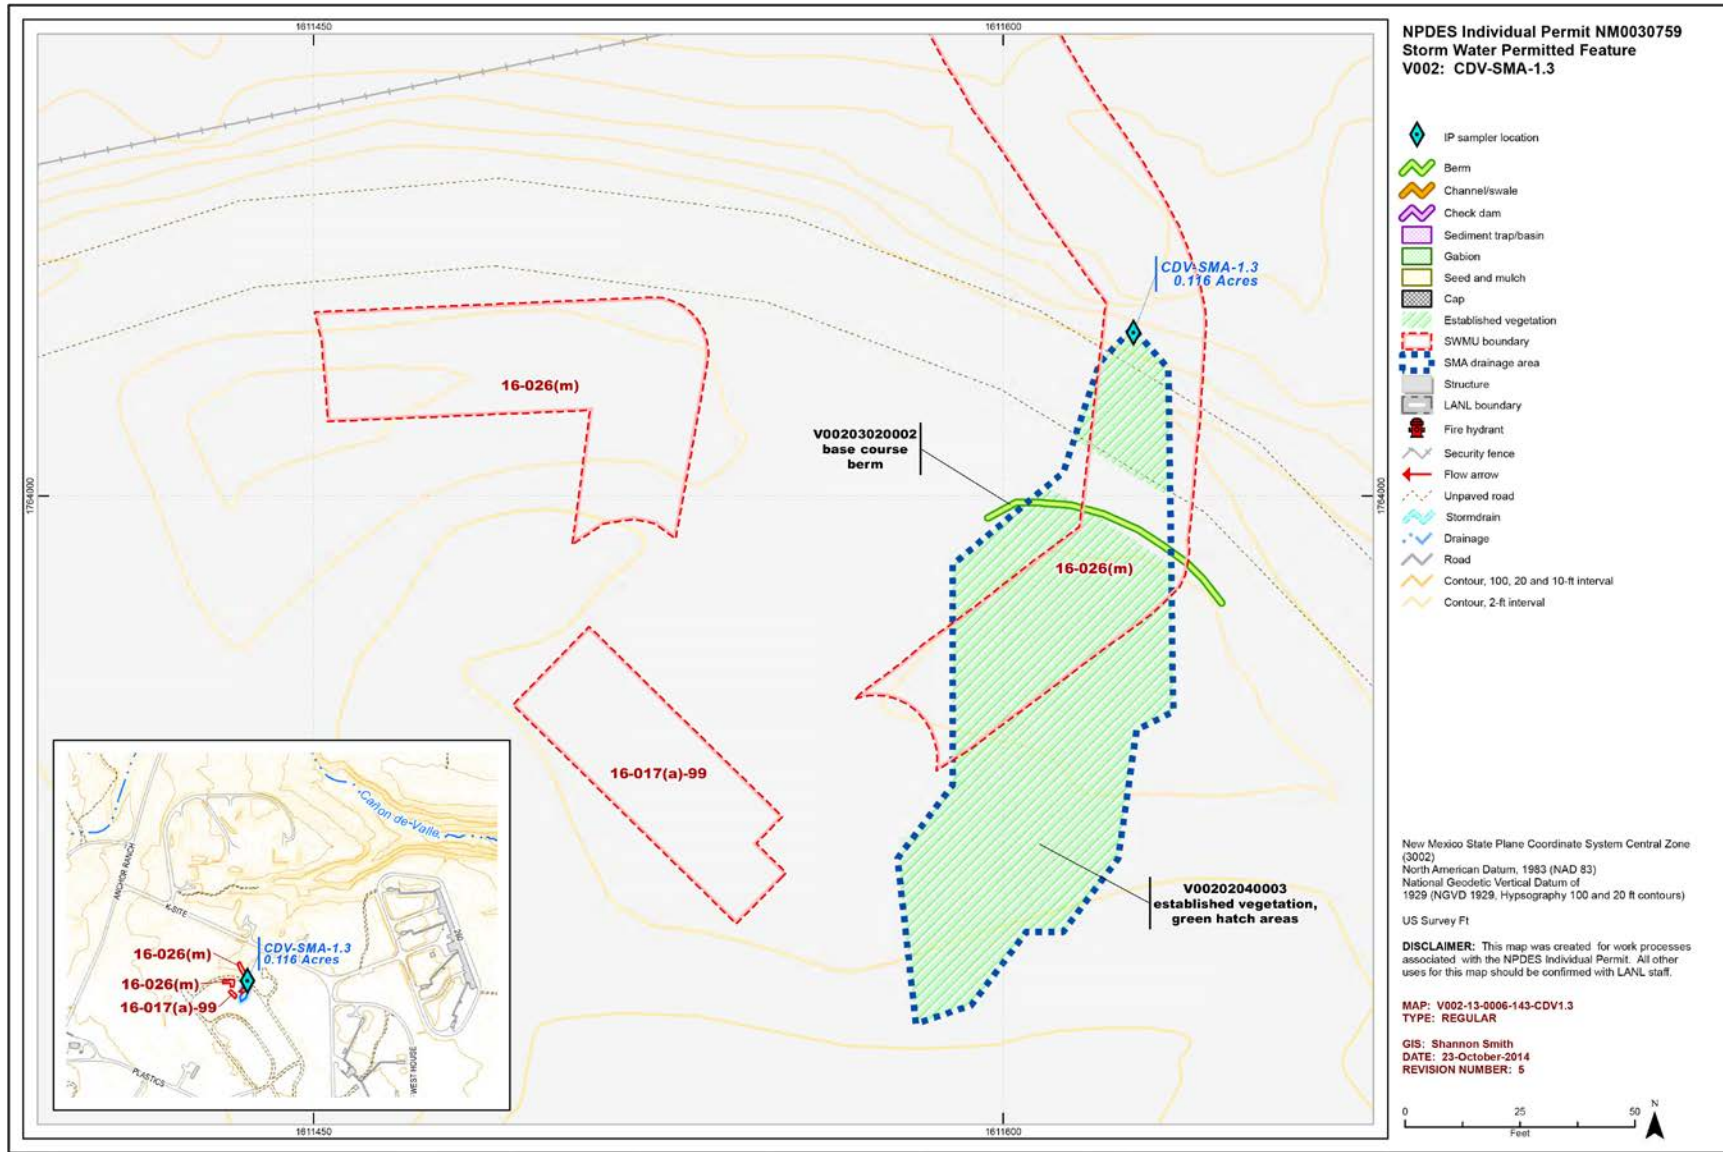 1611450
1611600
NPDES Individual Permit NM0030759
Storm Water Permitted Feature
V002: CDV-SMA-1.3
IP sampler location
Berm
Channel/swale
Check dam
Sediment trap/basin
Gabion
Seed and mulch
Cap
Established vegetation
SWMU boundary
SMA drainage area
Structure
LANL boundary
Fire hydrant
Security fence
Flow arrow
Unpaved road
Stormdrain
Drainage
Road
Contour, 100, 20 and 10-ft interval
Contour, 2-ft interval
CDV-SMA-1.3
0.116 Acres
16-026(m)
V00203020002
base course
berm
1764000
1764000
16-026(m)
16-017(a)-99
V00202040003
established vegetation,
green hatch areas
Cañon de Valle
ANCHOR RANCH
K-SITE
260
CDV-SMA-1.3
0.116 Acres
16-026(m)
16-026(m)
16-017(a)-99
PLASTICS
WEST HOUSE
New Mexico State Plane Coordinate System Central Zone
(3002)
North American Datum, 1983 (NAD 83)
National Geodetic Vertical Datum of
1929 (NGVD 1929, Hypsography 100 and 20 ft contours)
US Survey Ft
DISCLAIMER: This map was created for work processes
associated with the NPDES Individual Permit. All other
uses for this map should be confirmed with LANL staff.
MAP: V002-13-0006-143-CDV1.3
TYPE: REGULAR
GIS: Shannon Smith
DATE: 23-October-2014
REVISION NUMBER: 5
0 25 50
Feet
N
1611450
1611600